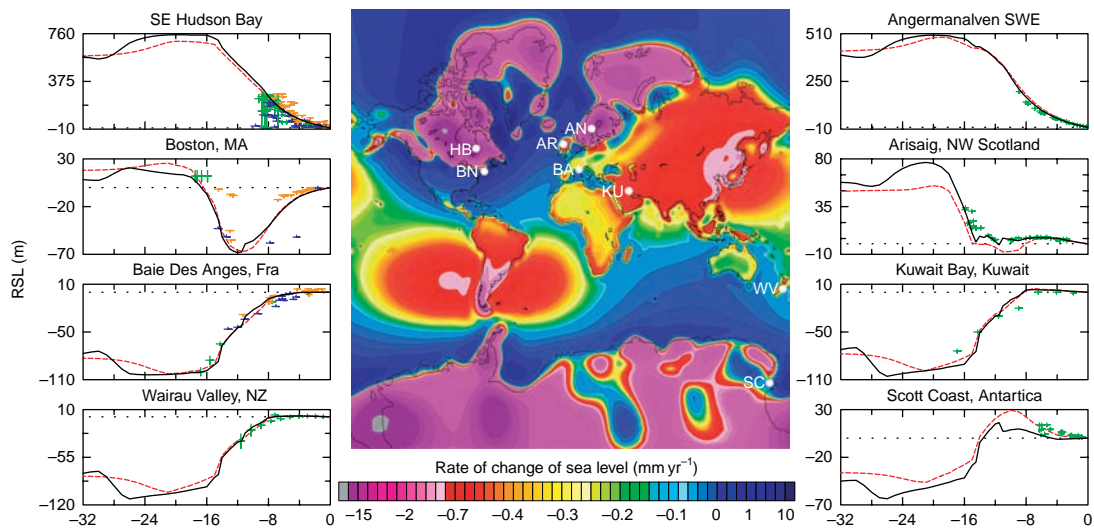 SE Hudson Bay
760
375
−10
Boston, MA
30
−20
−70
RSL (m)
Baie Des Anges, Fra
10
−50
−110
Wairau Valley, NZ
10
−55
−120
−32 −24 −16 −8 0
HB
BN
AN
AR
BA
KU
WV
SC
Rate of change of sea level (mm yr−1)
−15 −2 −0.7 −0.4 −0.3 −0.2 −0.1 0 1 10
Angermanalven SWE
510
250
−10
Arisaig, NW Scotland
80
35
−10
Kuwait Bay, Kuwait
10
−50
−110
Scott Coast, Antartica
30
−70
−32 −24 −16 −8 0